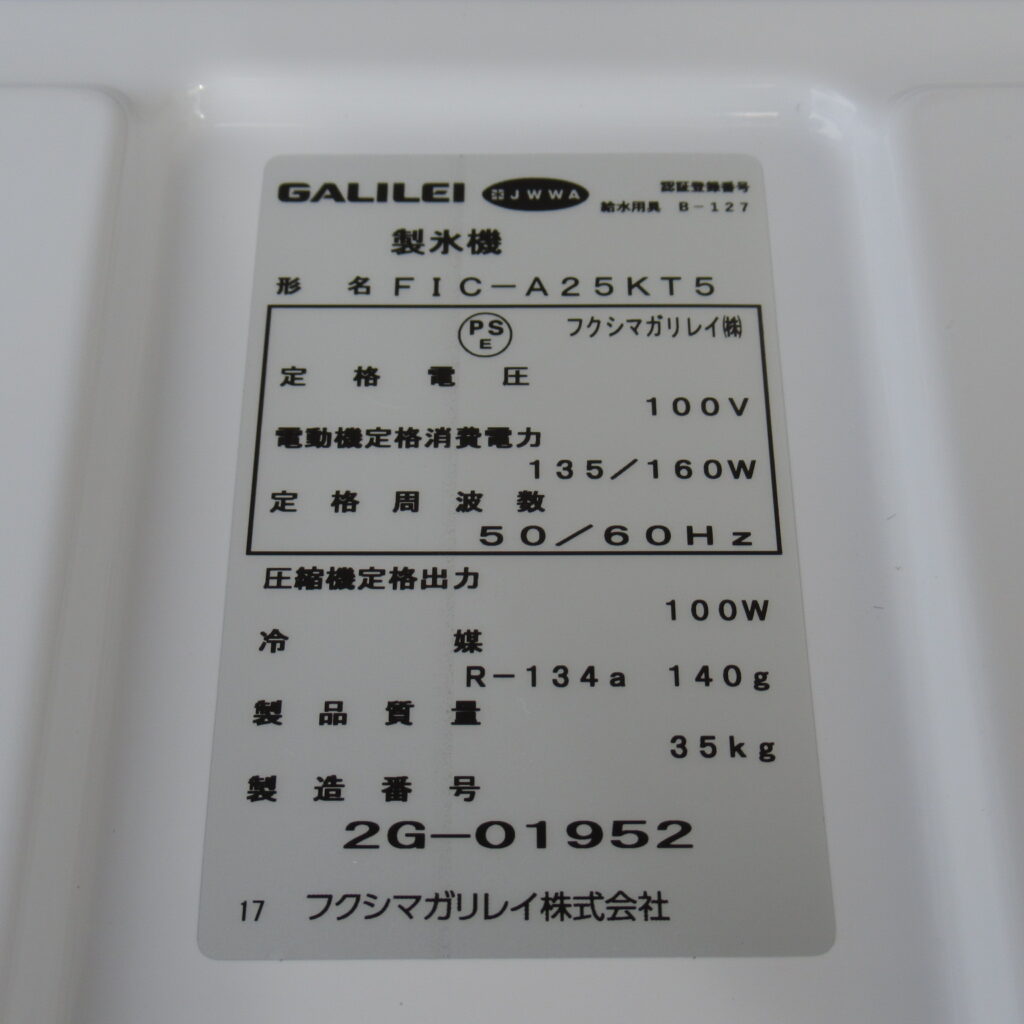 GALILEI JWWA 認証登録番号
給水用具 B-127
製氷機
形名 FIC-A25KT5
PSE フクシマガリレイ㈱
定格電圧
100V
電動機定格消費電力
135/160W
定格周波数
50/60Hz
圧縮機定格出力
100W
冷媒
R-134a 140g
製品質量
35kg
製造番号
2G-01952
17 フクシマガリレイ株式会社